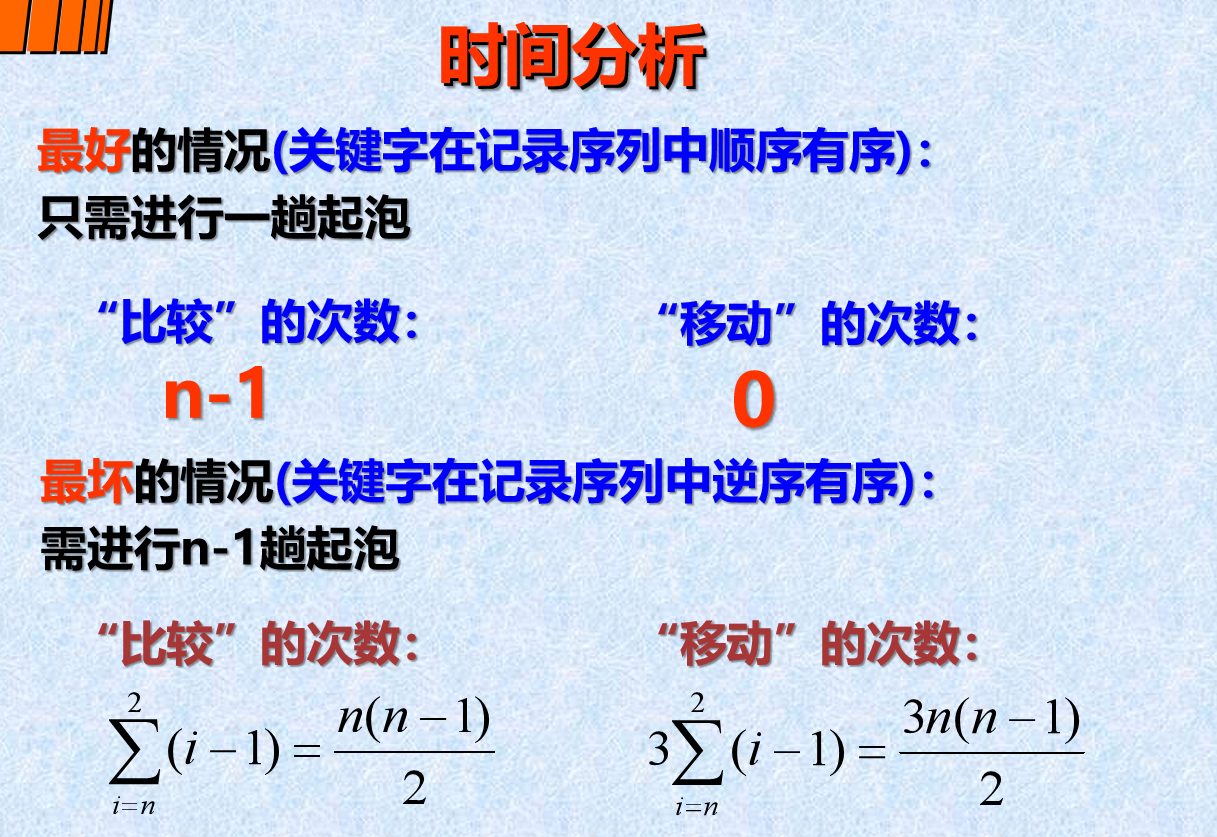 时间分析
最好的情况(关键字在记录序列中顺序有序)：
只需进行一趟起泡
“比较”的次数： “移动”的次数：
n-1 0
最坏的情况(关键字在记录序列中逆序有序)：
需进行n-1趟起泡
“比较”的次数： “移动”的次数：
\sum_{i=n}^{2}(i-1)=\frac{n(n-1)}{2} 3\sum_{i=n}^{2}(i-1)=\frac{3n(n-1)}{2}